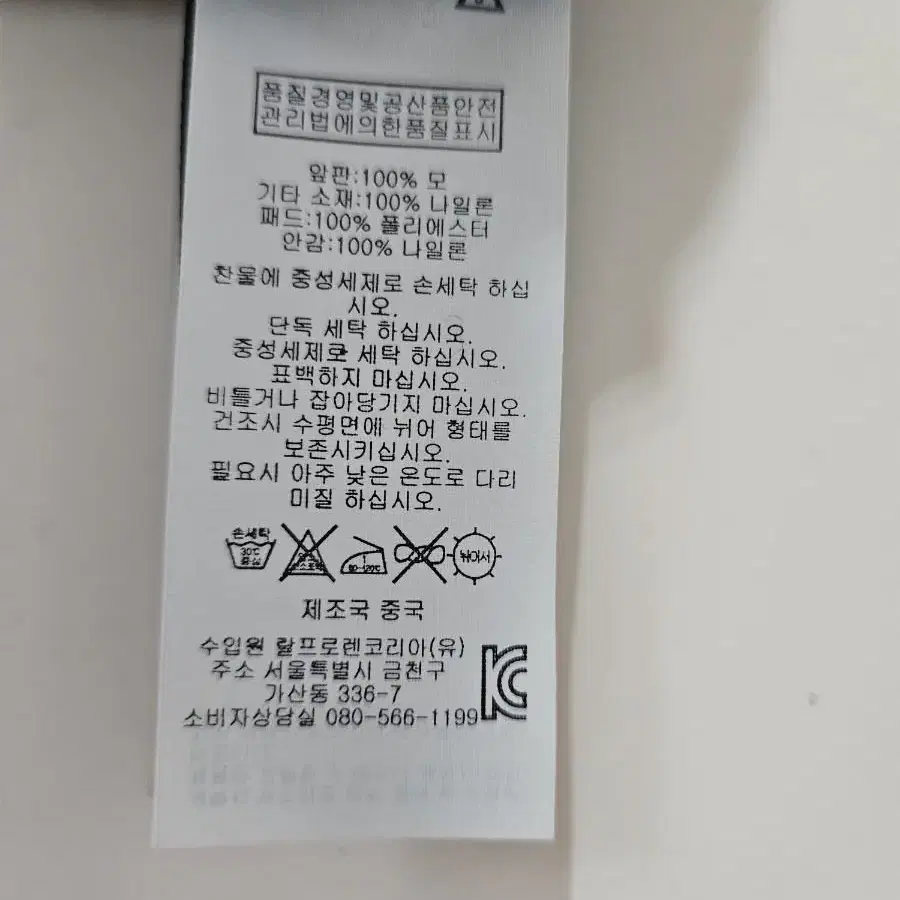 품질경영및공산품안전
관리법에의한품질표시
앞판:100% 모
기타 소재:100% 나일론
패드:100% 폴리에스터
안감:100% 나일론
찬물에 중성세제로 손세탁 하십
시오.
단독 세탁 하십시오.
중성세제로 세탁 하십시오.
표백하지 마십시오.
비틀거나 잡아당기지 마십시오.
건조시 수평면에 뉘어 형태를
보존시키십시오.
필요시 아주 낮은 온도로 다리
미질 하십시오.
손세탁
30℃
중성
80-120℃
뉘어서
제조국 중국
수입원 랄프로렌코리아(유)
주소 서울특별시 금천구
가산동 336-7
소비자상담실 080-566-1199